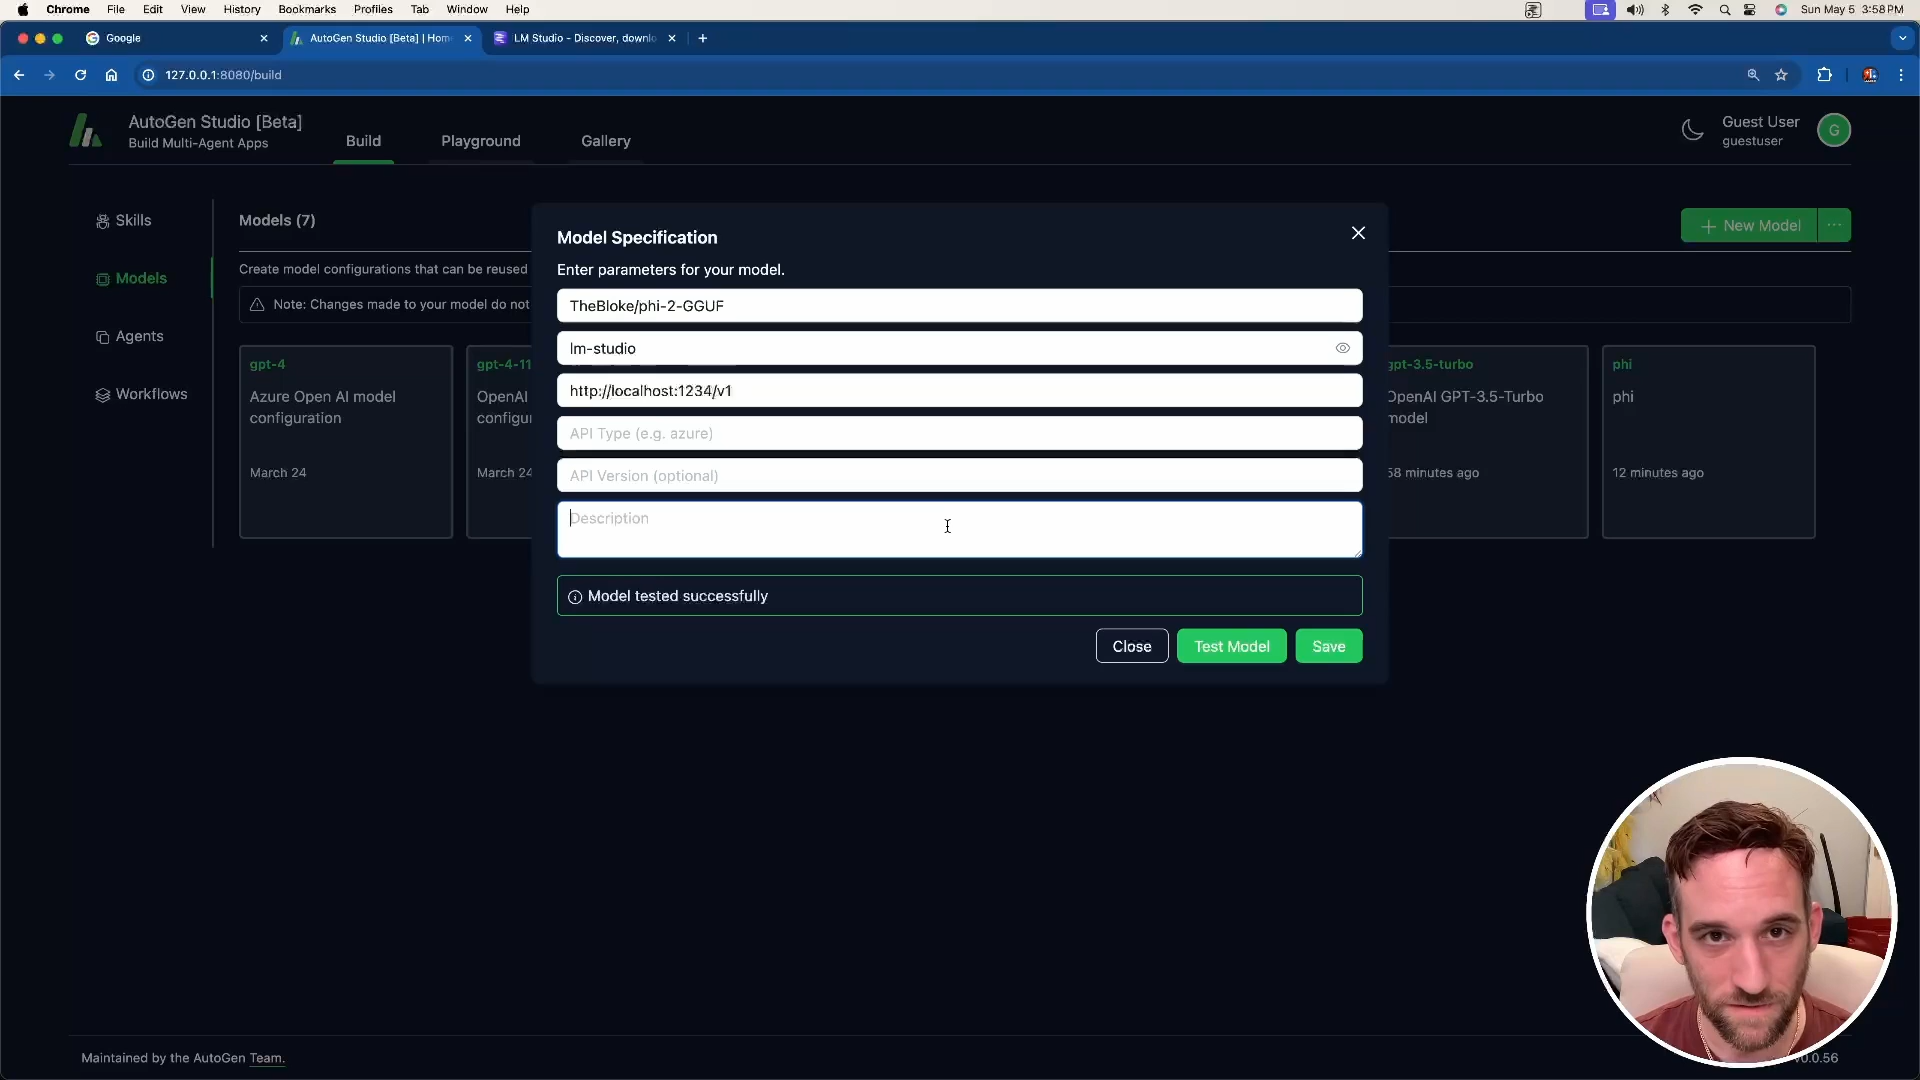 Chrome File Edit View History Bookmarks Profiles Tab Window Help Sun May 5 3:58 PM
Google AutoGen Studio [Beta] | Home LM Studio - Discover, downlo
127.0.0.1:8080/build
AutoGen Studio [Beta]
Build Multi-Agent Apps
Build Playground Gallery
Guest User
guestuser
G
Skills
Models
Agents
Workflows
Models (7)
New Model
Create model configurations that can be reused
Note: Changes made to your model do not
gpt-4
Azure Open AI model
configuration
March 24
gpt-4-11
OpenAI
configu
March 24
gpt-3.5-turbo
OpenAI GPT-3.5-Turbo
model
58 minutes ago
phi
phi
12 minutes ago
Model Specification
Enter parameters for your model.
TheBloke/phi-2-GGUF
lm-studio
http://localhost:1234/v1
API Type (e.g. azure)
API Version (optional)
Description
Model tested successfully
Close Test Model Save
Maintained by the AutoGen Team.
v0.0.56